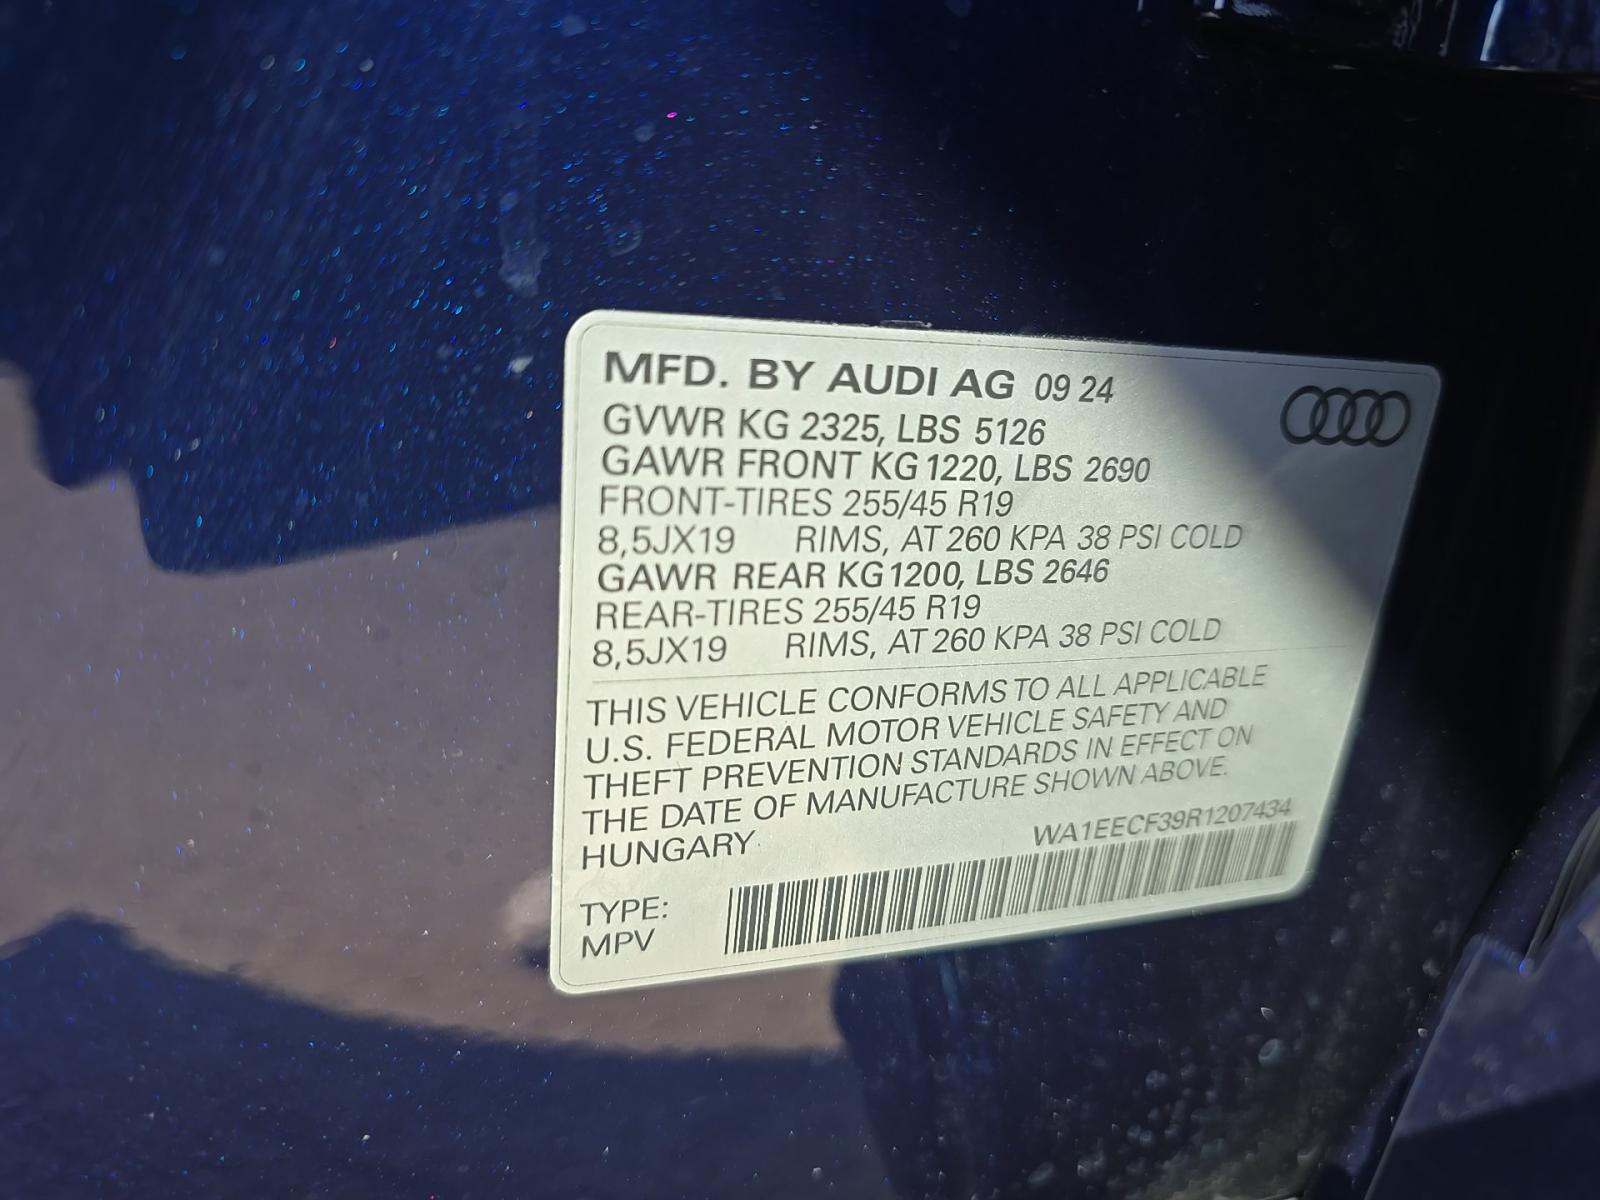 MFD. BY AUDI AG 09 24
GVWR KG 2325, LBS 5126
GAWR FRONT KG 1220, LBS 2690
FRONT-TIRES 255/45 R19
8,5JX19 RIMS, AT 260 KPA 38 PSI COLD
GAWR REAR KG 1200, LBS 2646
REAR-TIRES 255/45 R19
8,5JX19 RIMS, AT 260 KPA 38 PSI COLD
THIS VEHICLE CONFORMS TO ALL APPLICABLE
U.S. FEDERAL MOTOR VEHICLE SAFETY AND
THEFT PREVENTION STANDARDS IN EFFECT ON
THE DATE OF MANUFACTURE SHOWN ABOVE.
HUNGARY WA1EECF39R1207434
TYPE:
MPV